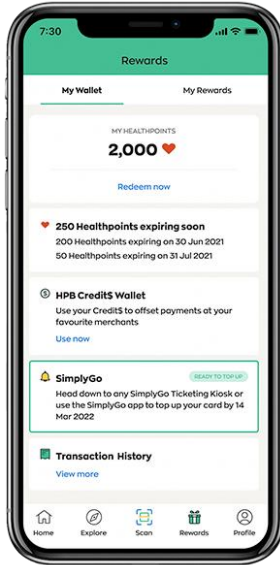 7:30
Rewards
My Wallet My Rewards
MY HEALTHPOINTS
2,000
Redeem now
250 Healthpoints expiring soon
200 Healthpoints expiring on 30 Jun 2021
50 Healthpoints expiring on 31 Jul 2021
HPB Credit$ Wallet
Use your Credit$ to offset payments at your
favourite merchants
Use now
SimplyGo READY TO TOP UP
Head down to any SimplyGo Ticketing Kiosk or
use the SimplyGo app to top up your card by 14
Mar 2022
Transaction History
View more
Home Explore Scan Rewards Profile